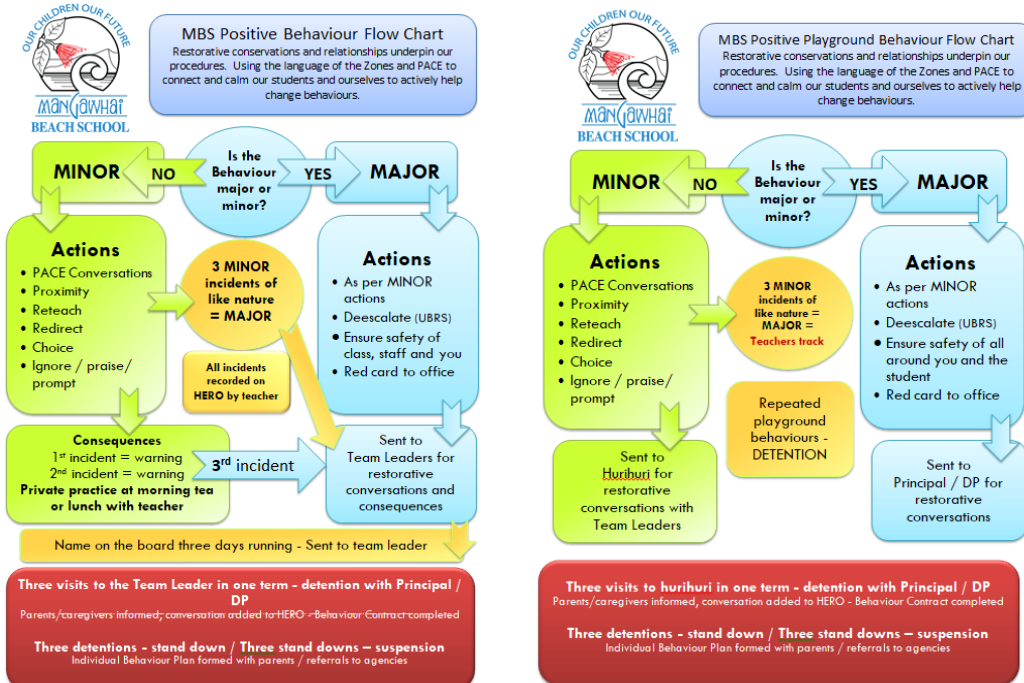 OUR CHILDREN OUR FUTURE
MANGAWHAI
BEACH SCHOOL
MBS Positive Behaviour Flow Chart
Restorative conservations and relationships underpin our
procedures. Using the language of the Zones and PACE to
connect and calm our students and ourselves to actively help
change behaviours.
Is the
Behaviour
major or
minor?
MINOR
NO
YES
MAJOR
Actions
• PACE Conversations
• Proximity
• Reteach
• Redirect
• Choice
• Ignore / praise/
prompt
3 MINOR
incidents of
like nature
= MAJOR
All incidents
recorded on
HERO by teacher
Actions
• As per MINOR
actions
• Deescalate (UBRS)
• Ensure safety of
class, staff and you
• Red card to office
Consequences
1st incident = warning
2nd incident = warning
Private practice at morning tea
or lunch with teacher
3rd incident
Sent to
Team Leaders for
restorative
conversations and
consequences
Name on the board three days running - Sent to team leader
Three visits to the Team Leader in one term - detention with Principal /
DP
Parents/caregivers informed, conversation added to HERO - Behaviour Contract completed
Three detentions - stand down / Three stand downs – suspension
Individual Behaviour Plan formed with parents / referrals to agencies
OUR CHILDREN OUR FUTURE
MANGAWHAI
BEACH SCHOOL
MBS Positive Playground Behaviour Flow Chart
Restorative conservations and relationships underpin our
procedures. Using the language of the Zones and PACE to
connect and calm our students and ourselves to actively help
change behaviours.
Is the
Behaviour
major or
minor?
MINOR
NO
YES
MAJOR
Actions
• PACE Conversations
• Proximity
• Reteach
• Redirect
• Choice
• Ignore / praise/
prompt
3 MINOR
incidents of
like nature =
MAJOR =
Teachers track
Repeated
playground
behaviours -
DETENTION
Actions
• As per MINOR
actions
• Deescalate (UBRS)
• Ensure safety of all
around you and the
student
• Red card to office
Sent to
Hurihuri for
restorative
conversations with
Team Leaders
Sent to
Principal / DP for
restorative
conversations
Three visits to hurihuri in one term - detention with Principal / DP
Parents/caregivers informed, conversation added to HERO - Behaviour Contract completed
Three detentions - stand down / Three stand downs – suspension
Individual Behaviour Plan formed with parents / referrals to agencies